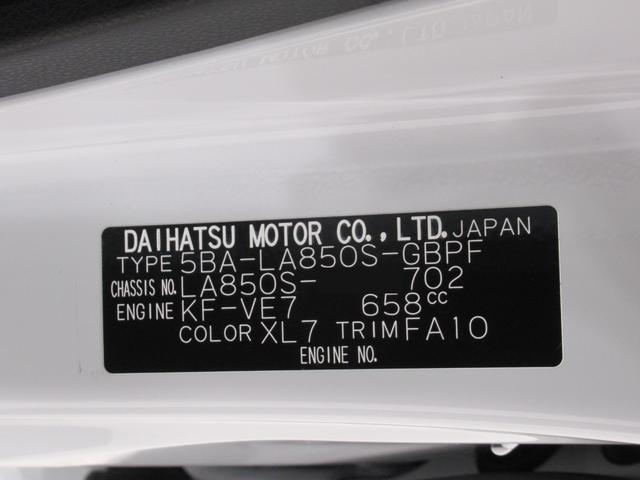 DAIHATSU MOTOR CO., LTD. JAPAN
TYPE 5BA-LA850S-GBPF
CHASSIS NO. LA850S- 702
ENGINE KF-VE7 658cc
COLOR XL7 TRIM FA10
ENGINE NO.